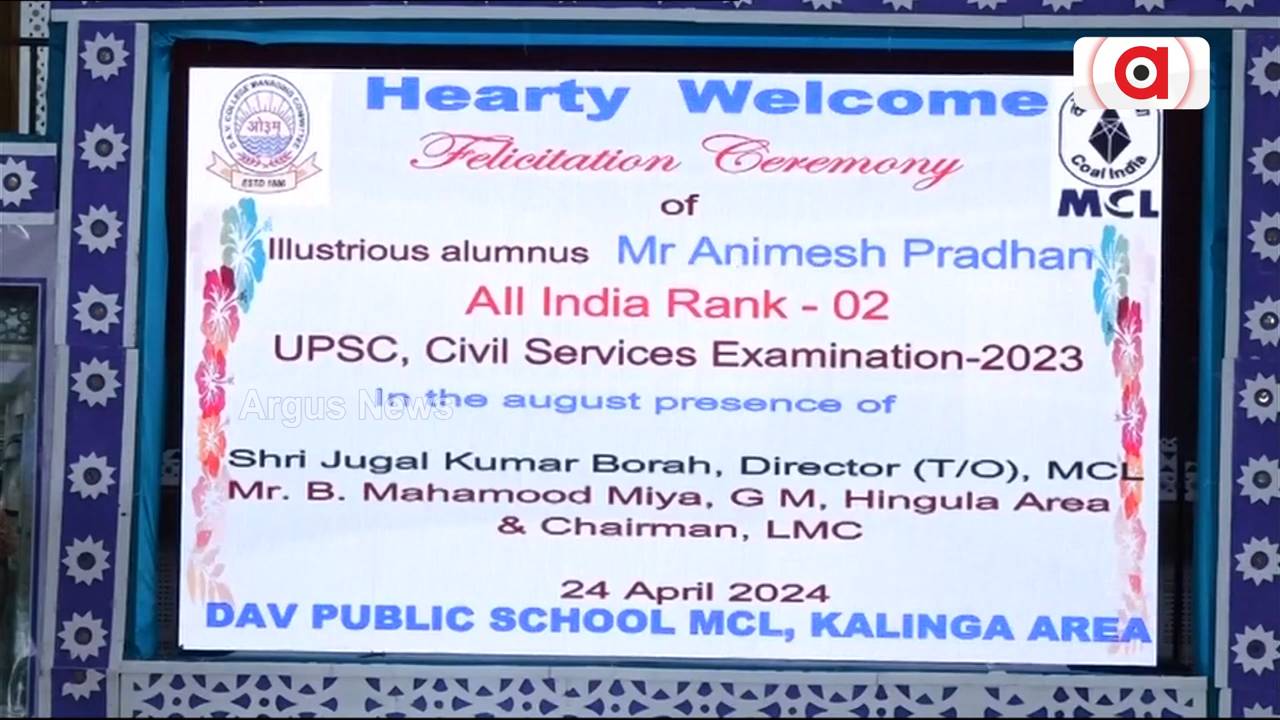 Hearty Welcome
Felicitation Ceremony
of
Illustrious alumnus Mr Animesh Pradhan
All India Rank - 02
UPSC, Civil Services Examination-2023
In the august presence of
Argus News
Shri Jugal Kumar Borah, Director (T/O), MCL
Mr. B. Mahamood Miya, G M, Hingula Area
& Chairman, LMC
24 April 2024
DAV PUBLIC SCHOOL MCL, KALINGA AREA
ओ३म्
ESTD 1886
a
Coal India
MCL